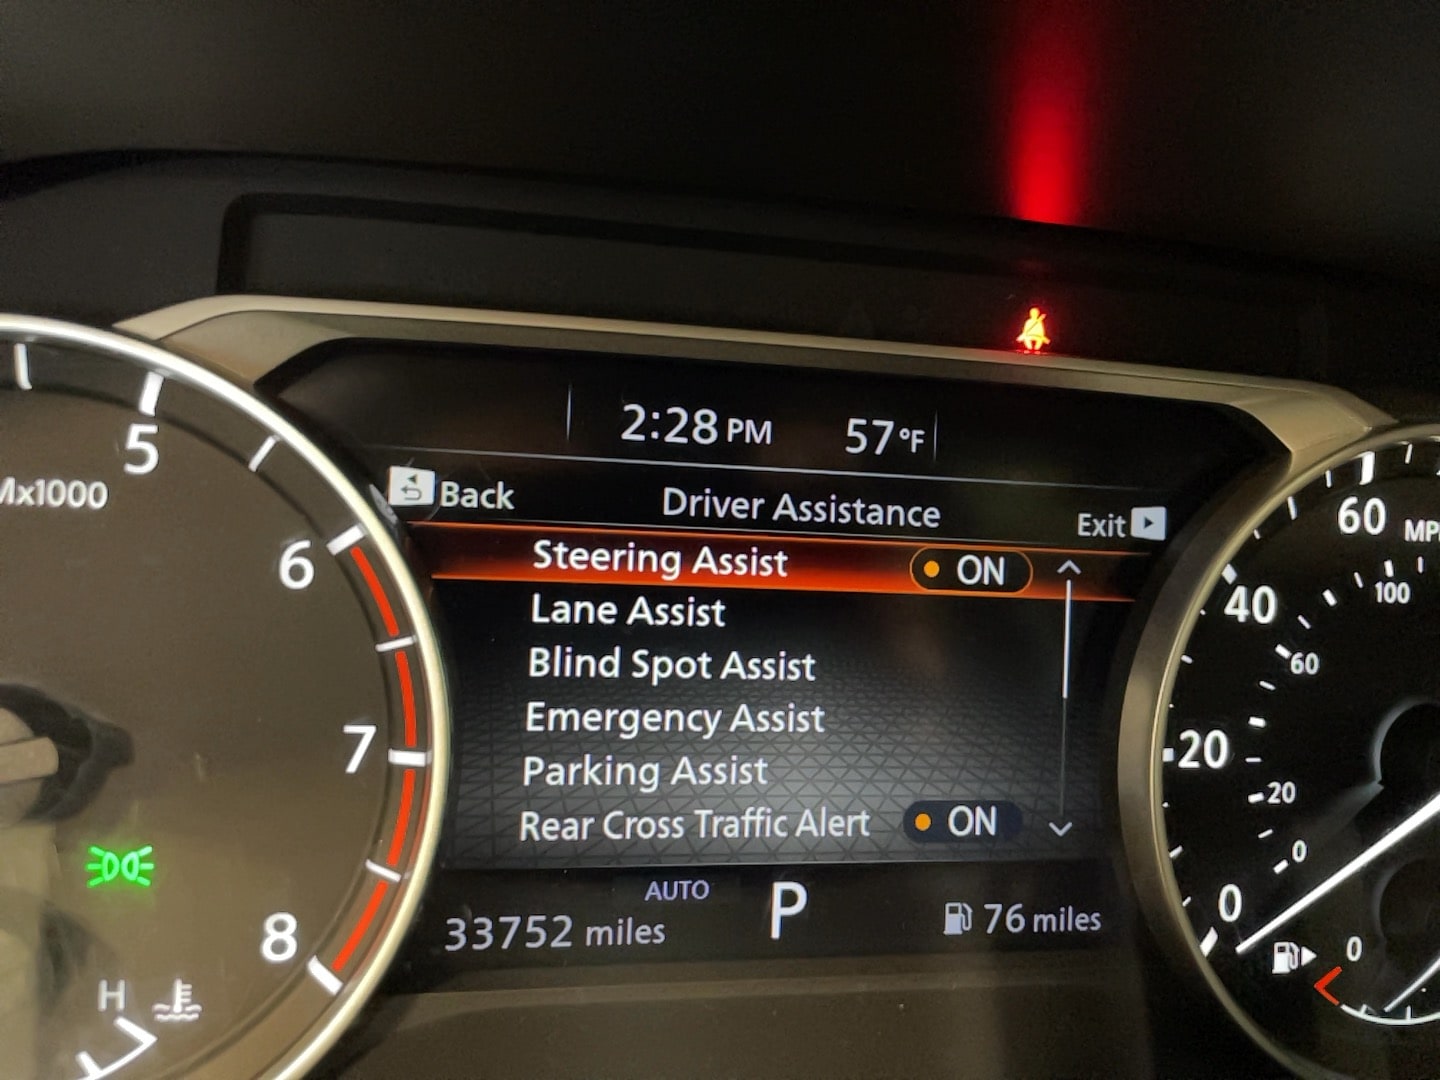 2:28 PM 57°F
Back Driver Assistance Exit
Steering Assist ON
Lane Assist
Blind Spot Assist
Emergency Assist
Parking Assist
Rear Cross Traffic Alert ON
AUTO P
33752 miles 76 miles
x1000
5
6
7
8
H
60
40
20
0
100
60
20
0
0